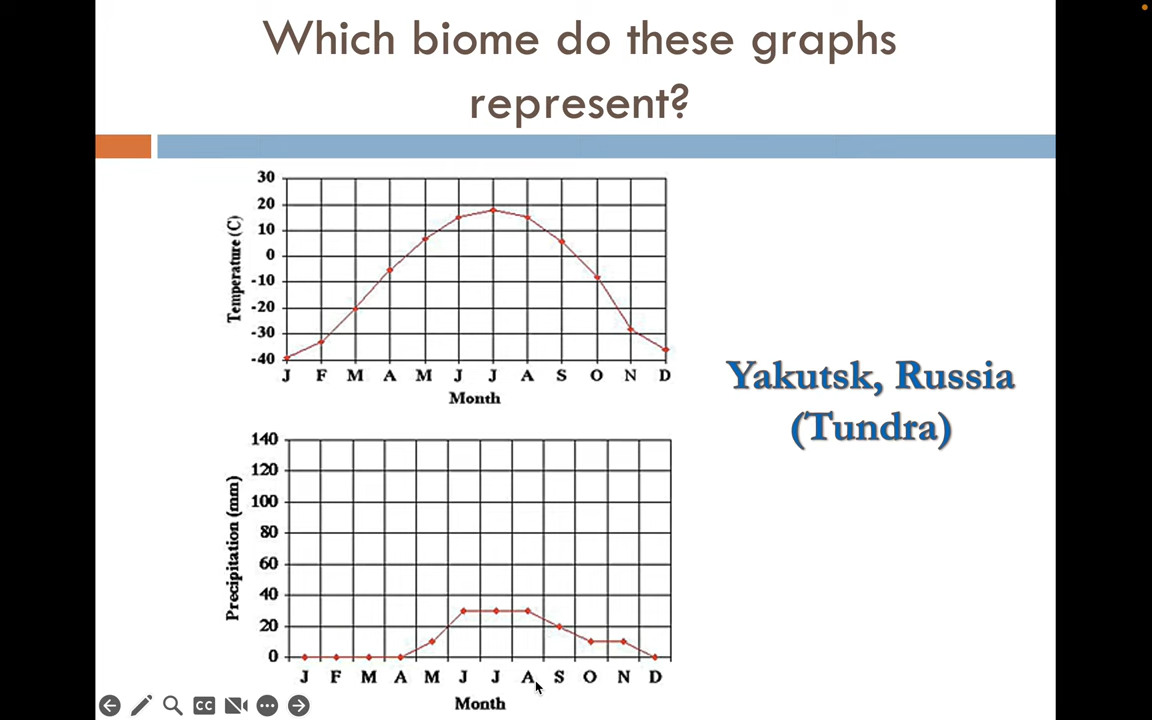 Which biome do these graphs
represent?
30
20
10
0
-10
-20
-30
-40
Temperature (C)
J F M A M J J A S O N D
Month
Yakutsk, Russia
(Tundra)
140
120
100
80
60
40
20
0
Precipitation (mm)
J F M A M J J A S O N D
Month
CC